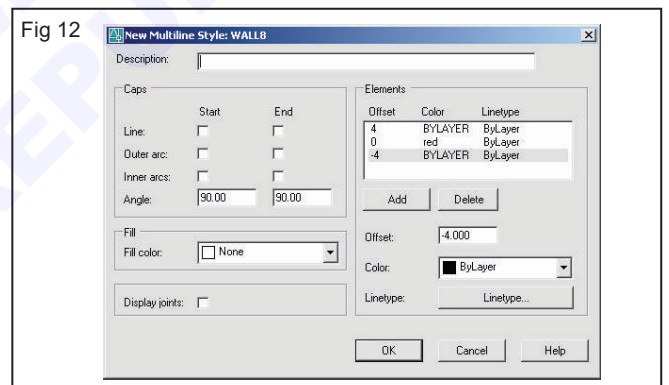 Fig 12
New Multiline Style: WALL8
Description:
Caps
Start End
Line:
Outer arc:
Inner arcs:
Angle: 90.00 90.00
Fill
Fill color: None
Display joints:
Elements
Offset Color Linetype
4 BYLAYER ByLayer
0 red ByLayer
-4 BYLAYER ByLayer
Add Delete
Offset: -4.000
Color: ByLayer
Linetype: Linetype...
OK Cancel Help